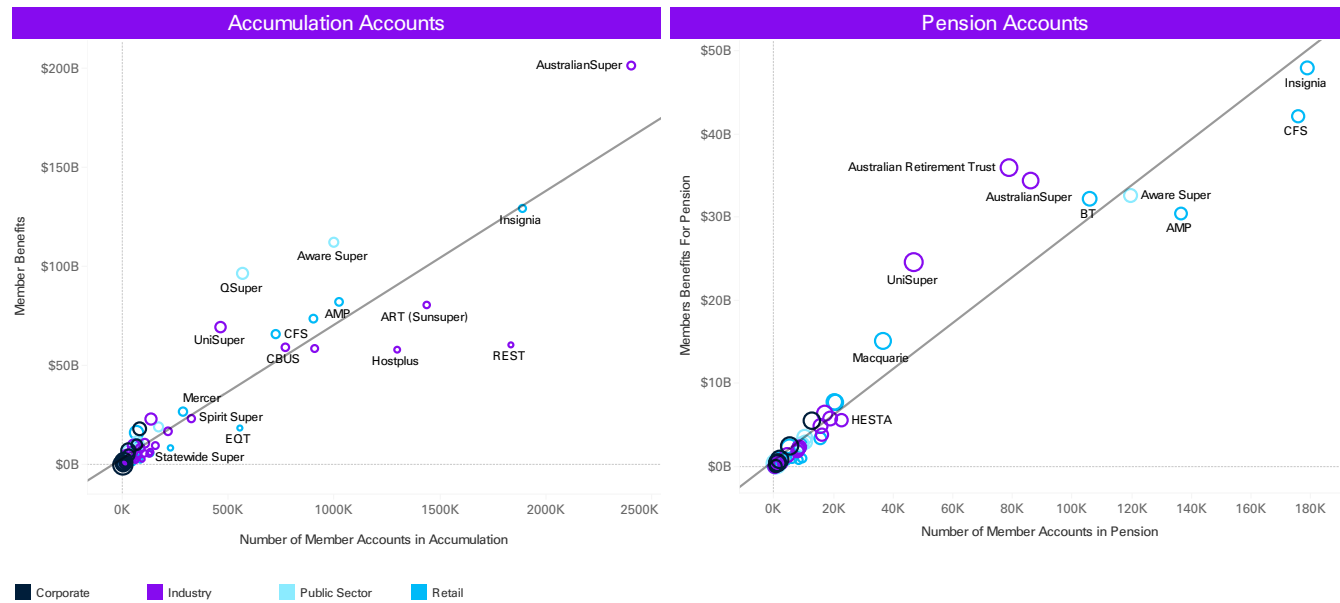 Accumulation Accounts
Member Benefits
$200B
$150B
$100B
$50B
$0B
AustralianSuper
Insignia
Aware Super
QSuper
AMP
ART (Sunsuper)
UniSuper
CFS
CBUS
Hostplus
REST
Mercer
Spirit Super
EQT
Statewide Super
0K
500K
1000K
1500K
2000K
2500K
Number of Member Accounts in Accumulation
Pension Accounts
Members Benefits For Pension
$50B
$40B
$30B
$20B
$10B
$0B
Insignia
CFS
Australian Retirement Trust
AustralianSuper
BT
Aware Super
AMP
UniSuper
Macquarie
HESTA
0K
20K
40K
60K
80K
100K
120K
140K
160K
180K
Number of Member Accounts in Pension
Corporate
Industry
Public Sector
Retail